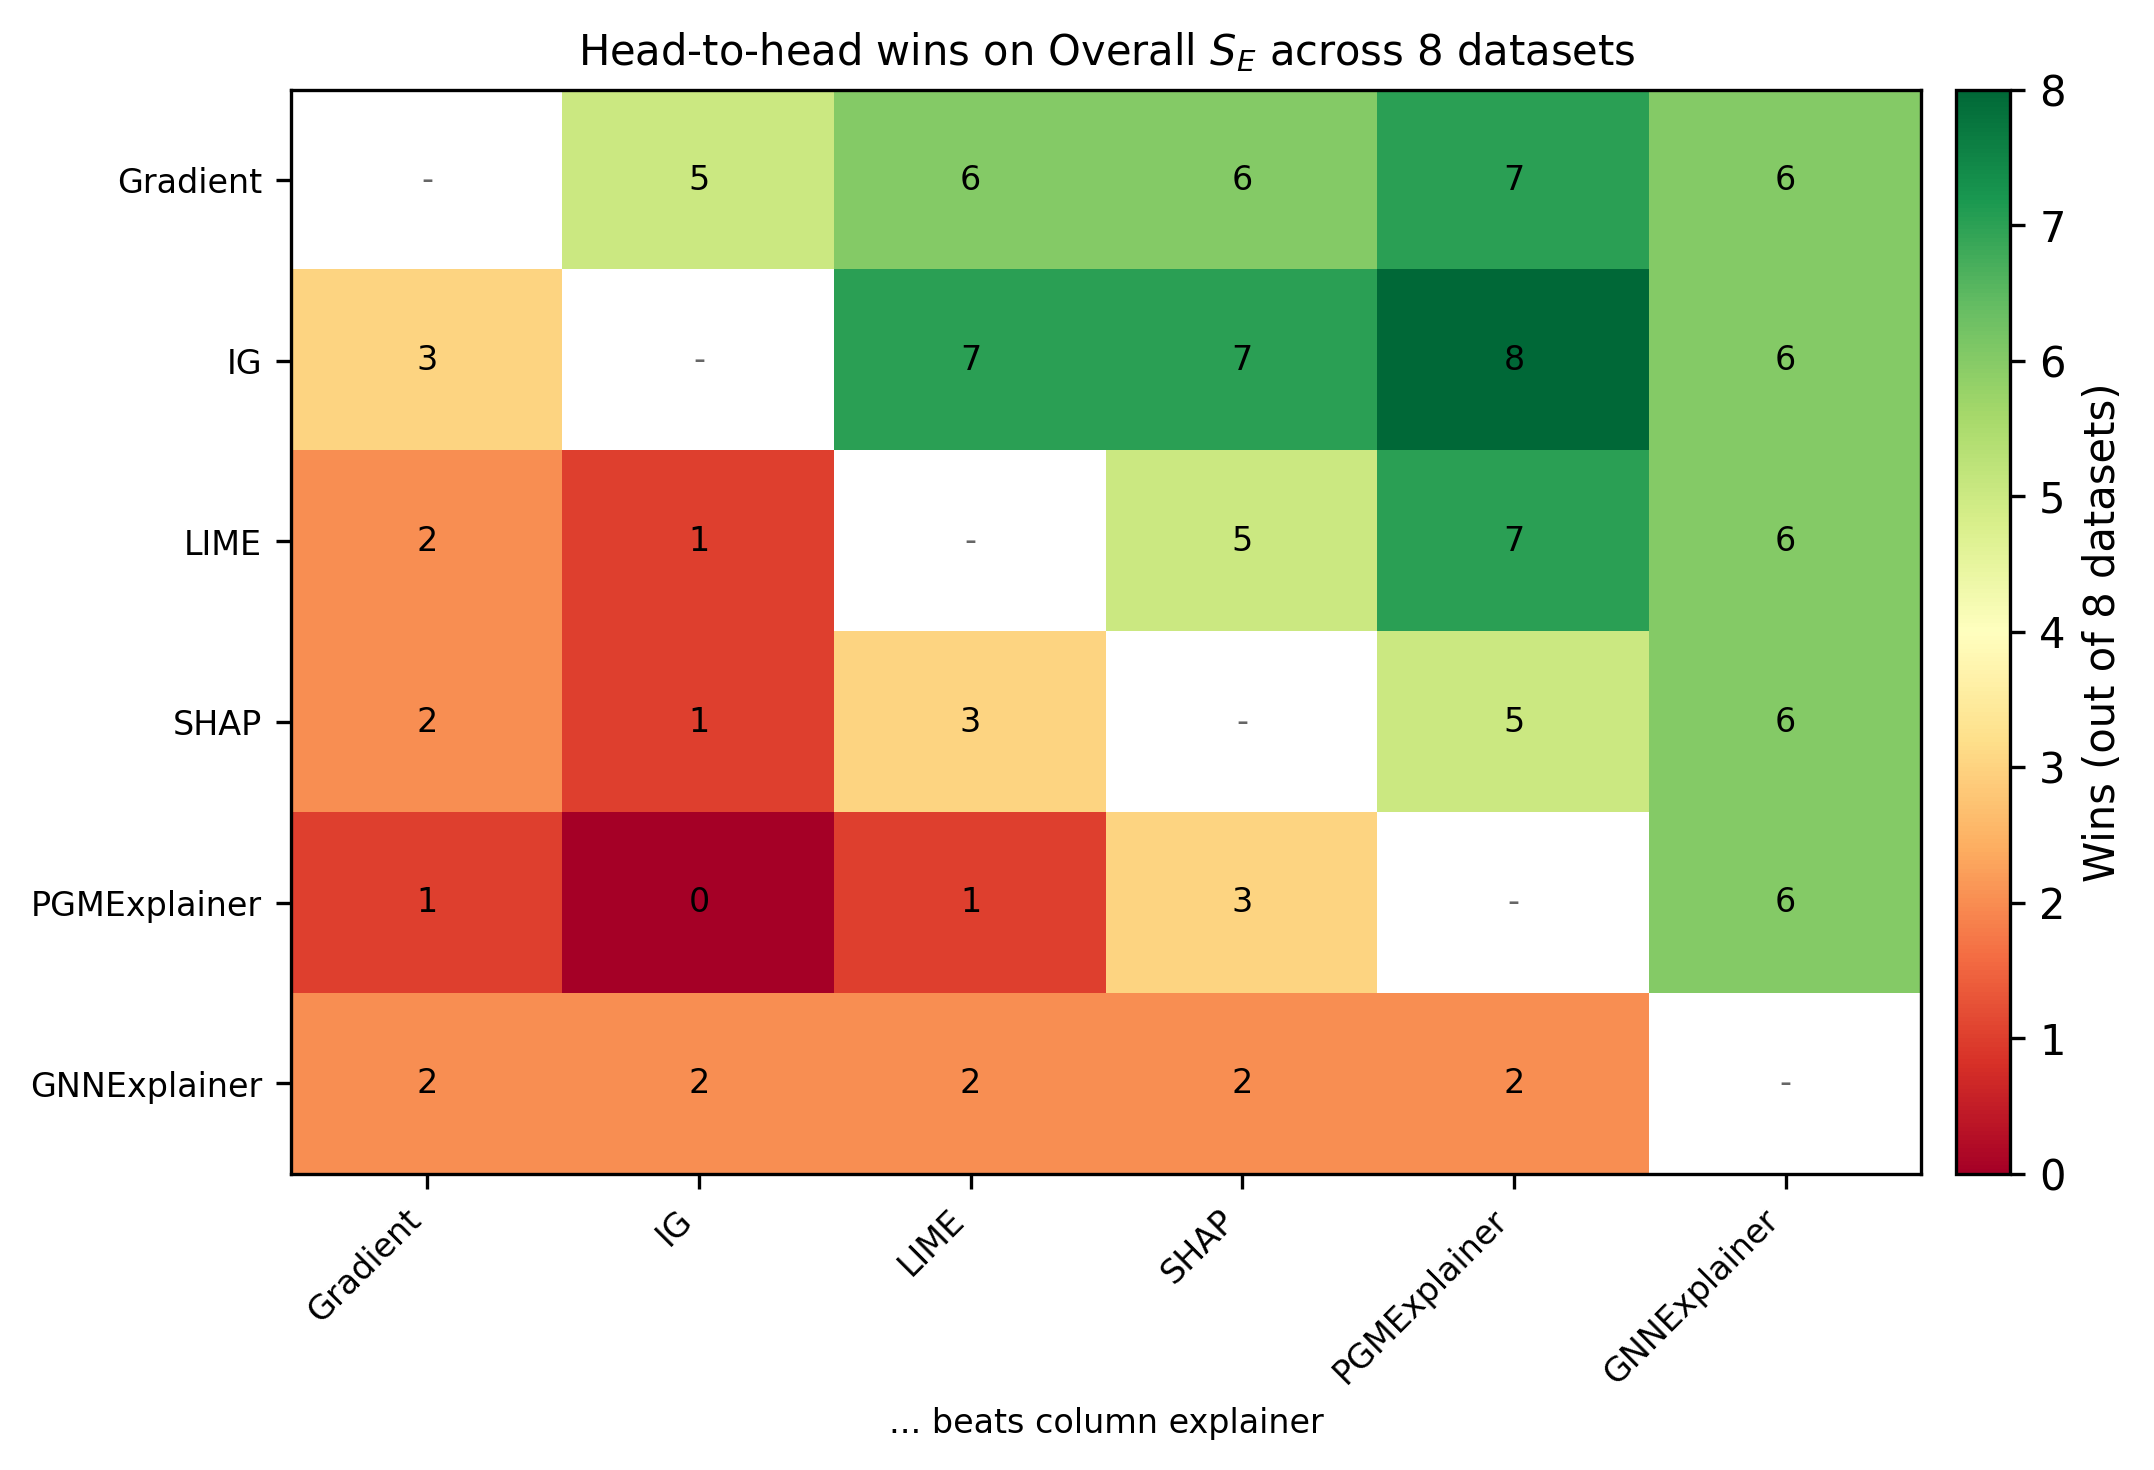 Head-to-head wins on Overall S_E across 8 datasets
Gradient - 5 6 6 7 6
IG 3 - 7 7 8 6
LIME 2 1 - 5 7 6
SHAP 2 1 3 - 5 6
PGMExplainer 1 0 1 3 - 6
GNNExplainer 2 2 2 2 2 -
Gradient IG LIME SHAP PGMExplainer GNNExplainer
... beats column explainer
8
7
6
5
4
3
2
1
0
Wins (out of 8 datasets)